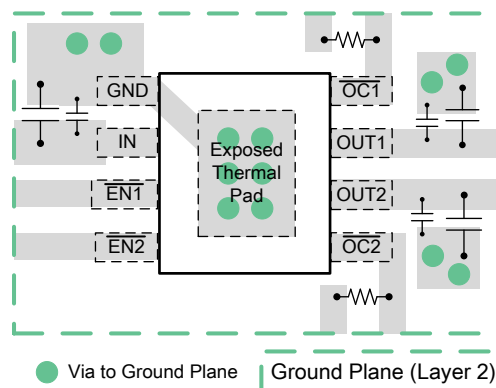 GND
IN
EN1
EN2
Exposed
Thermal
Pad
OC1
OUT1
OUT2
OC2
Via to Ground Plane
Ground Plane (Layer 2)